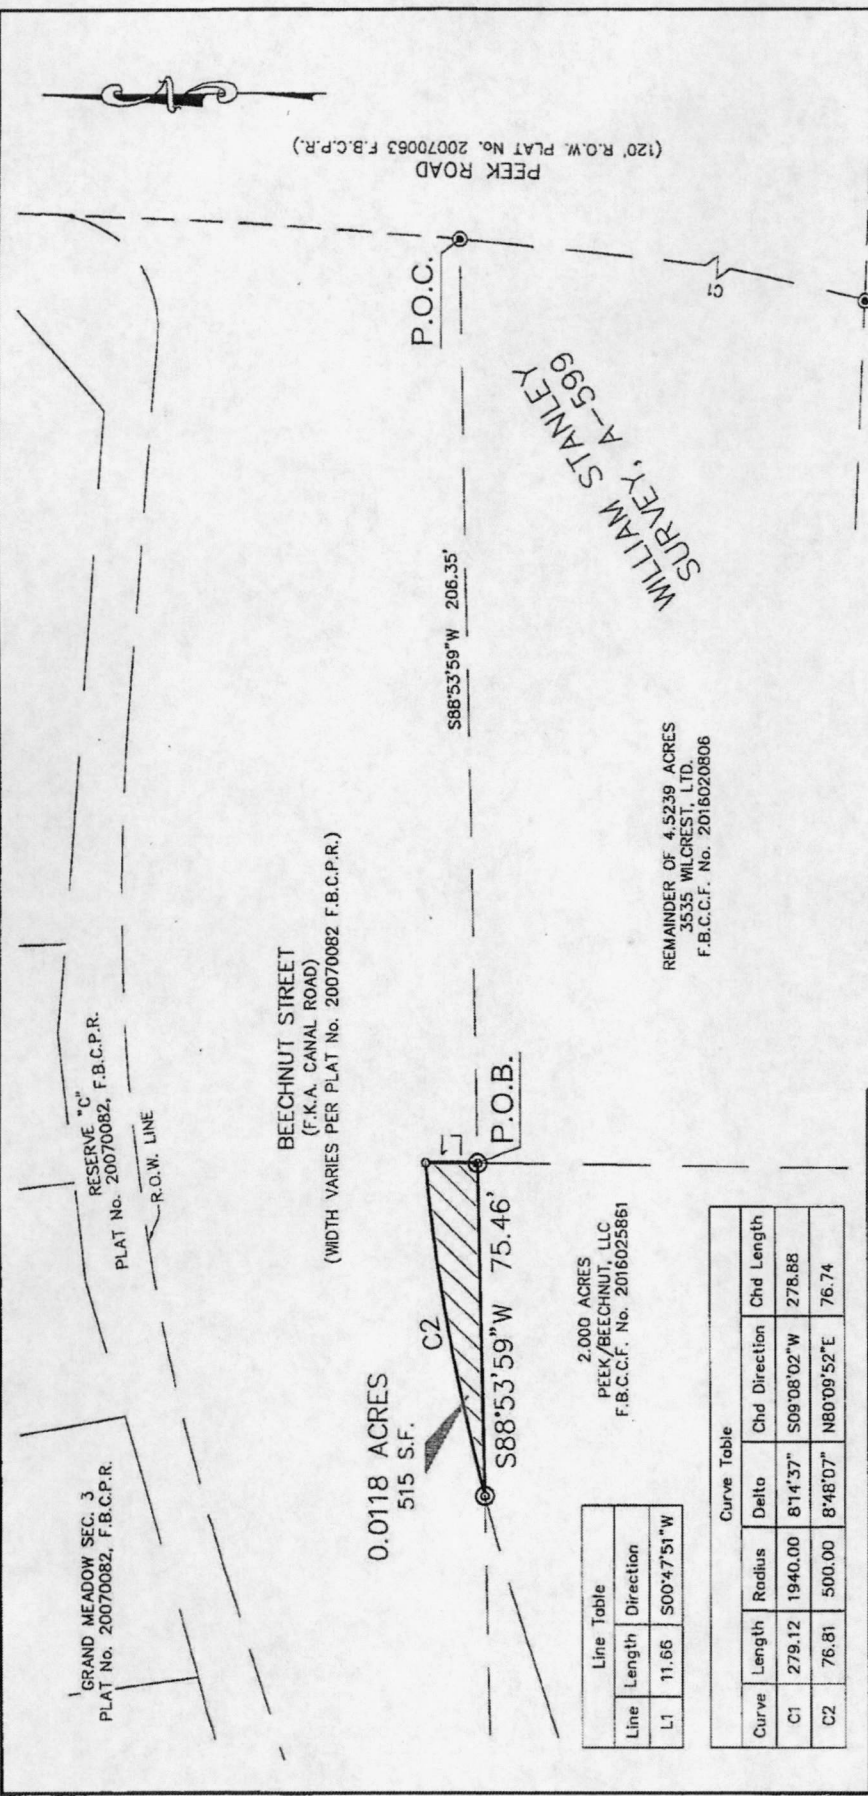 GRAND MEADOW SEC. 3
PLAT No. 20070082, F.B.C.P.R.
RESERVE "C"
PLAT No. 20070082, F.B.C.P.R.
R.O.W. LINE
BEECHNUT STREET
(F.K.A. CANAL ROAD)
(WIDTH VARIES PER PLAT No. 20070082 F.B.C.P.R.)
PEEK ROAD
(120' R.O.W. PLAT No. 20070063 F.B.C.P.R.)
N
0.0118 ACRES
515 S.F.
C2
L1
P.O.B.
S88°53'59"W 75.46'
S88°53'59"W 206.35'
P.O.C.
C1
WILLIAM STANLEY
SURVEY, A-599
2.000 ACRES
PEEK/BEECHNUT, LLC
F.B.C.C.F. No. 2016025861
REMAINDER OF 4.5239 ACRES
3535 WILCREST, LTD.
F.B.C.C.F. No. 2016020806
Line Table
Line Length Direction
L1 11.66 S00°47'51"W
Curve Table
Curve Length Radius Delta Chd Direction Chd Length
C1 279.12 1940.00 8°14'37" S09°08'02"W 278.88
C2 76.81 500.00 8°48'07" N80°09'52"E 76.74